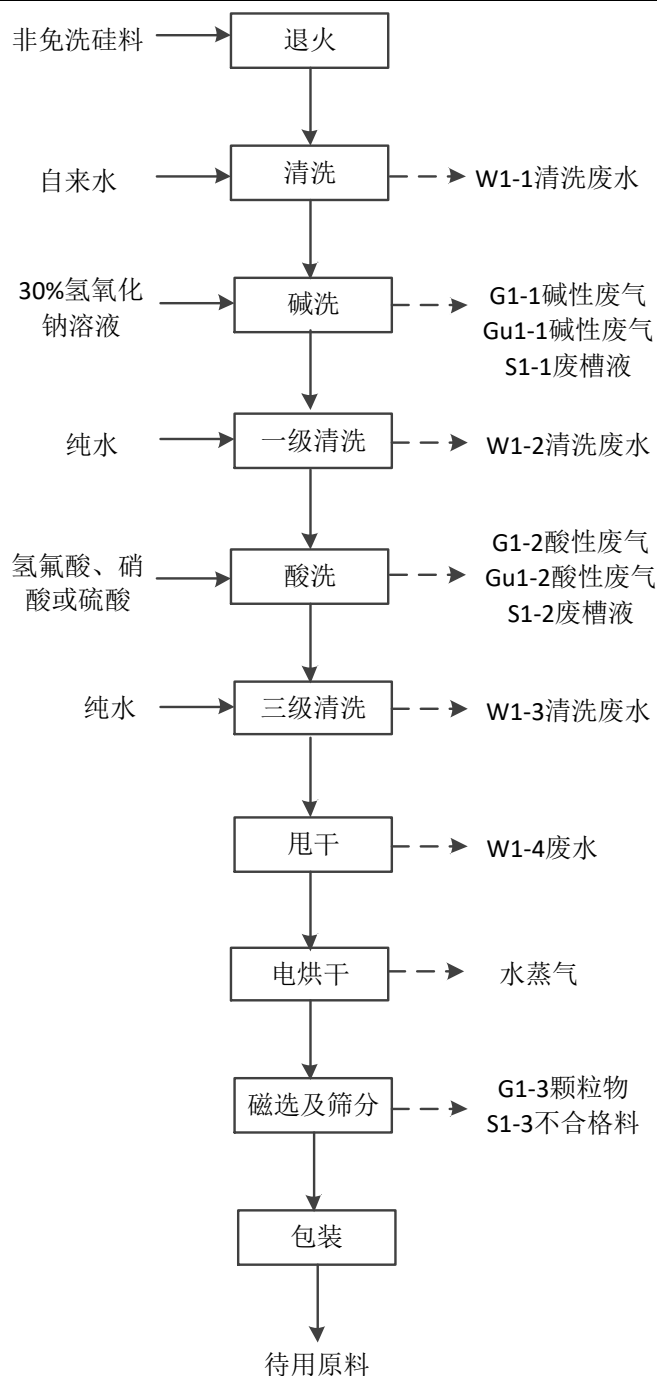 非免洗硅料
退火
自来水
清洗
W1-1清洗废水
30%氢氧化
钠溶液
碱洗
G1-1碱性废气
Gu1-1碱性废气
S1-1废槽液
纯水
一级清洗
W1-2清洗废水
氢氟酸、硝
酸或硫酸
酸洗
G1-2酸性废气
Gu1-2酸性废气
S1-2废槽液
纯水
三级清洗
W1-3清洗废水
甩干
W1-4废水
电烘干
水蒸气
磁选及筛分
G1-3颗粒物
S1-3不合格料
包装
待用原料